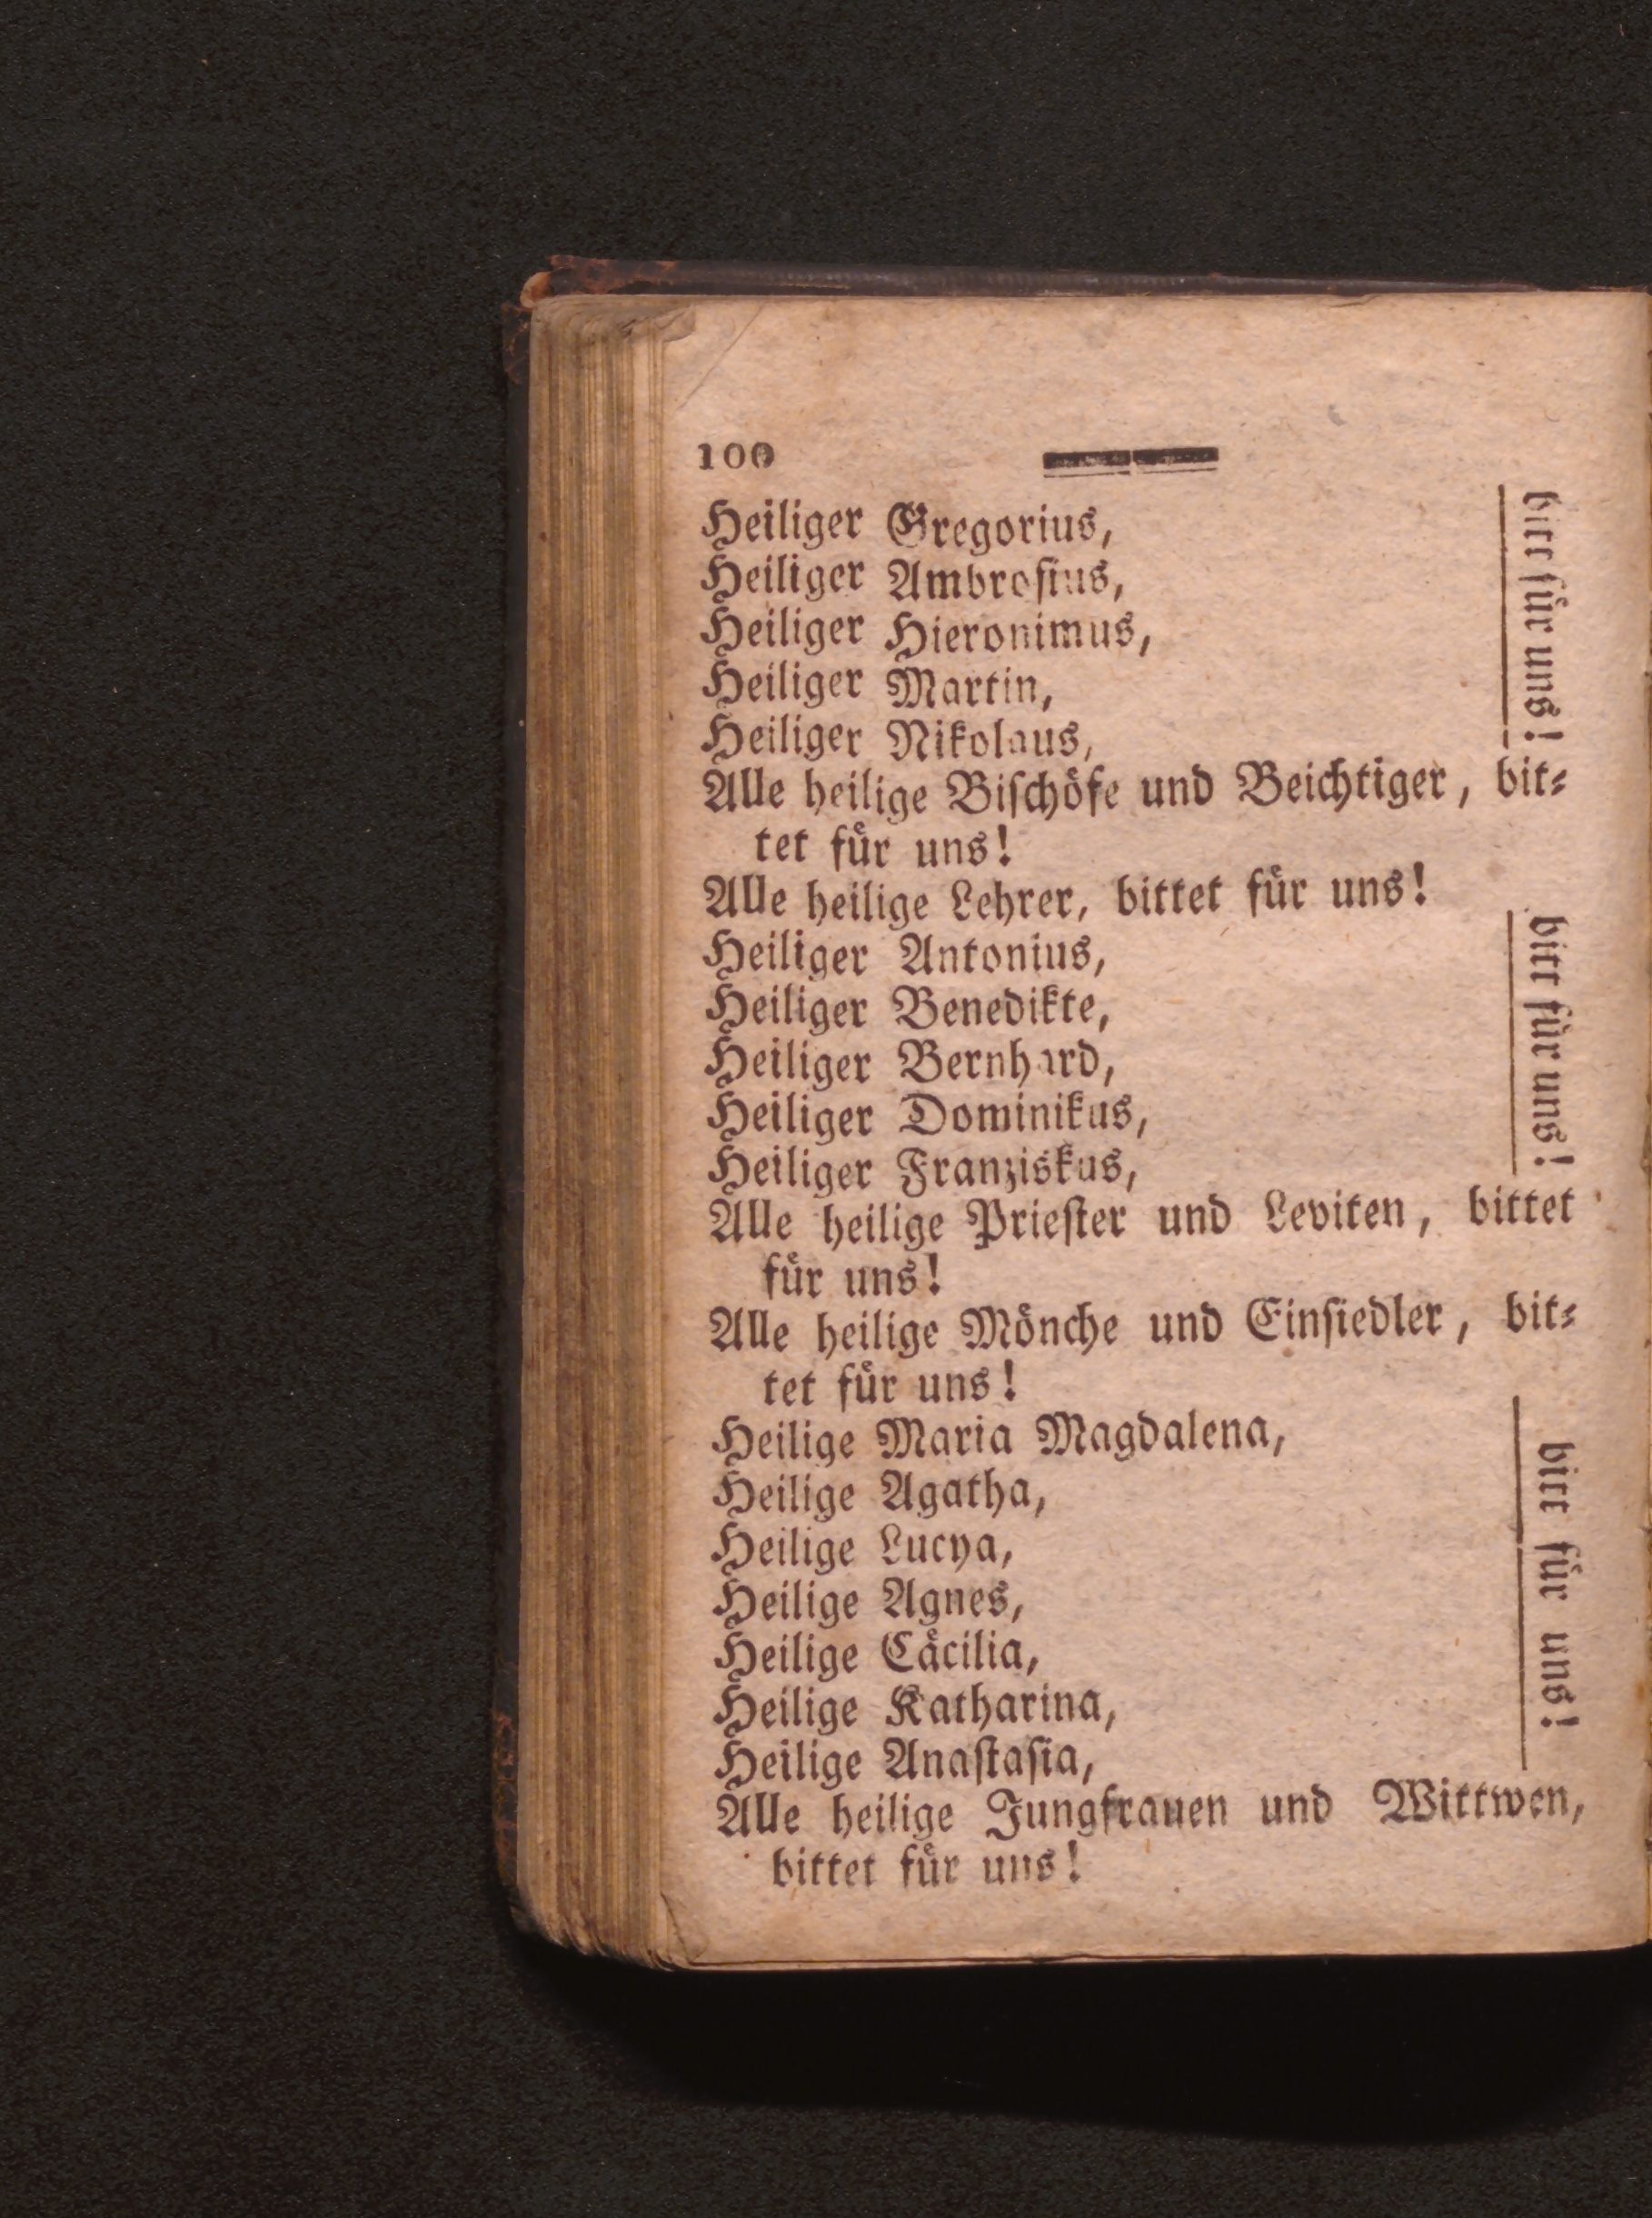 100
Heiliger Gregorius,
Heiliger Ambroſius,
Heiliger Hieronimus,
Heiliger Martin,
Heiliger Nikolaus,
bitt für uns!
Alle heilige Biſchöfe und Beichtiger, bit⸗
tet für uns!
Alle heilige Lehrer, bittet für uns!
Heiliger Antonius,
Heiliger Benedikte,
Heiliger Bernhard,
Heiliger Dominikus,
Heiliger Franziskus,
bitt für uns!
Alle heilige Prieſter und Leviten, bittet
für uns!
Alle heilige Mönche und Einſiedler, bit⸗
tet für uns!
Heilige Maria Magdalena,
Heilige Agatha,
Heilige Lucya,
Heilige Agnes,
Heilige Cäcilia,
Heilige Katharina,
Heilige Anaſtaſia,
bitt für uns!
Alle heilige Jungfrauen und Wittwen,
bittet für uns!